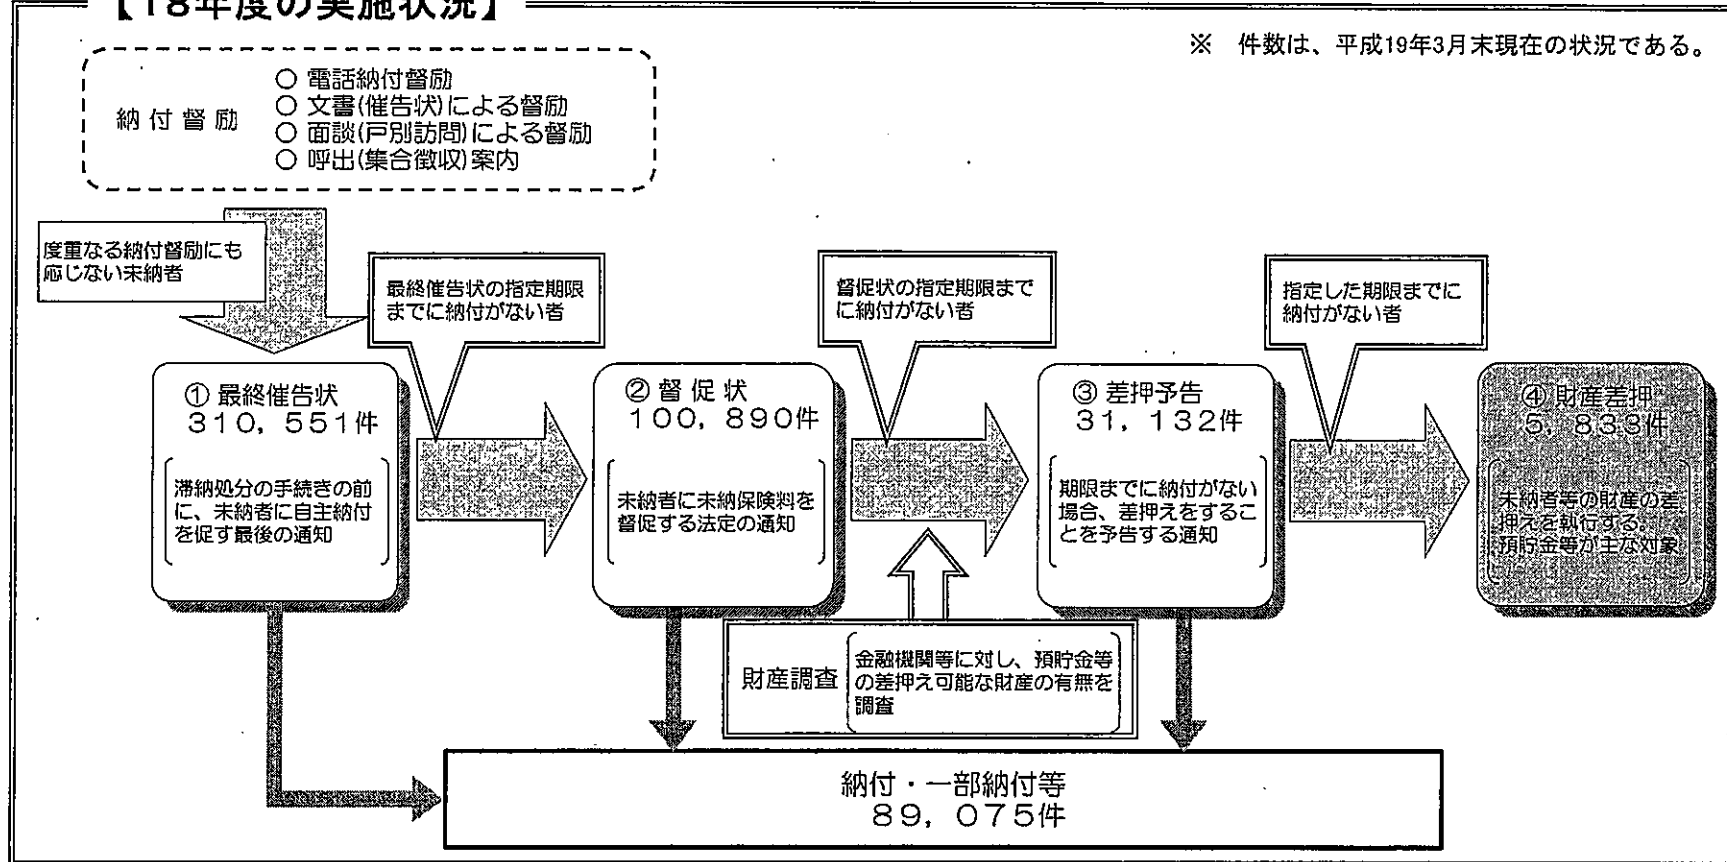 【18年度の実施状況】
※　件数は、平成19年3月末現在の状況である。
納付督励
○ 電話納付督励
○ 文書(催告状)による督励
○ 面談(戸別訪問)による督励
○ 呼出(集合徴収)案内
度重なる納付督励にも
応じない未納者
最終催告状の指定期限
までに納付がない者
督促状の指定期限まで
に納付がない者
指定した期限までに
納付がない者
① 最終催告状
３１０，５５１件
滞納処分の手続きの前
に、未納者に自主納付
を促す最後の通知
② 督促状
１００，８９０件
未納者に未納保険料を
督促する法定の通知
③ 差押予告
３１，１３２件
期限までに納付がない
場合、差押えをするこ
とを予告する通知
④ 財産差押
５，８３３件
未納者等の財産の差
押えを執行する。
預貯金等が主な対象
財産調査
金融機関等に対し、預貯金等
の差押え可能な財産の有無を
調査
納付・一部納付等
８９，０７５件